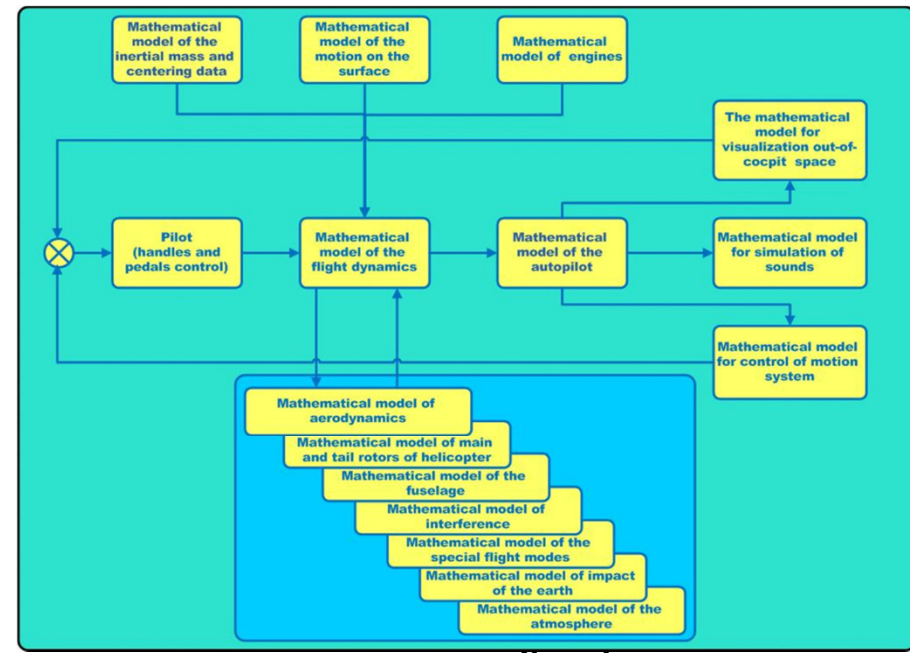 Mathematical
model of the
inertial mass and
centering data
Mathematical
model of the
motion on the
surface
Mathematical
model of engines
The mathematical
model for
visualization out-of-
cocpit space
Pilot
(handles and
pedals control)
Mathematical
model of the
flight dynamics
Mathematical
model of the
autopilot
Mathematical model
for simulation of
sounds
Mathematical model
for control of motion
system
Mathematical model of
aerodynamics
Mathematical model of main
and tail rotors of helicopter
Mathematical model of the
fuselage
Mathematical model of
interference
Mathematical model of the
special flight modes
Mathematical model of impact
of the earth
Mathematical model of the
atmosphere